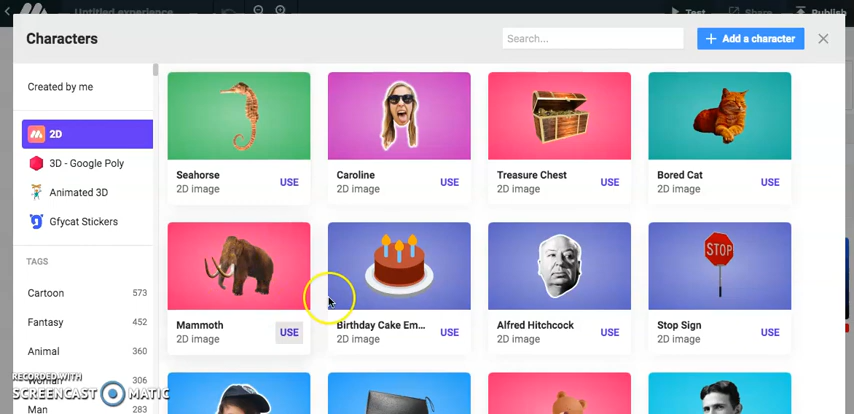 Untitled experience
Test
Share
Publish
Characters
Search...
+ Add a character
Created by me
2D
3D - Google Poly
Animated 3D
Gfycat Stickers
TAGS
Cartoon 573
Fantasy 452
Animal 360
Woman 306
Man 283
Seahorse
2D image
USE
Caroline
2D image
USE
Treasure Chest
2D image
USE
Bored Cat
2D image
USE
Mammoth
2D image
USE
Birthday Cake Em...
2D image
USE
Alfred Hitchcock
2D image
USE
STOP
Stop Sign
2D image
USE
RECORDED WITH
SCREENCAST MATIC